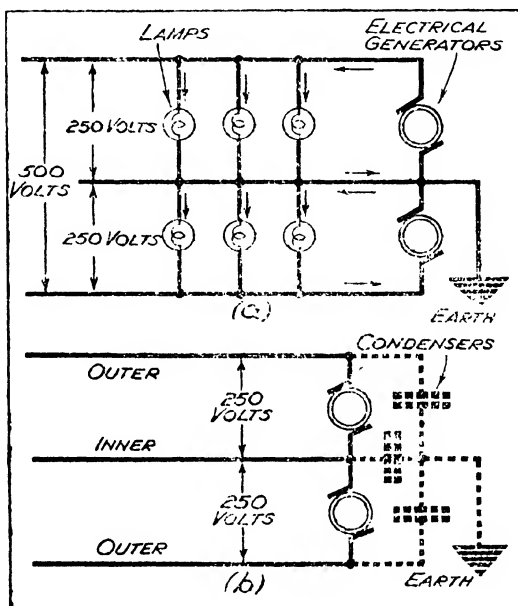 LAMPS
ELECTRICAL
GENERATORS
250 VOLTS
500
VOLTS
250 VOLTS
(a)
EARTH
CONDENSERS
OUTER
250
VOLTS
INNER
250
VOLTS
OUTER
(b)
EARTH